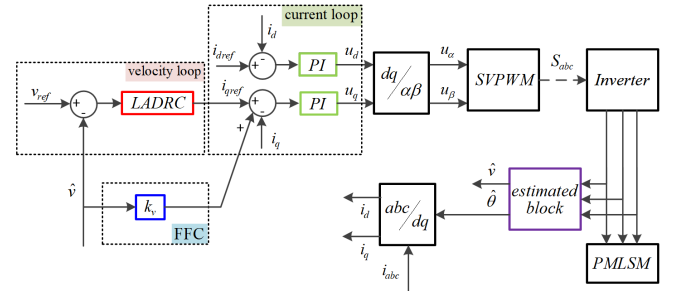 current loop
velocity loop
i_d
i_dref
+
-
PI
u_d
v_ref
+
-
LADRC
i_qref
+
-
+
PI
u_q
i_q
dq/αβ
u_α
u_β
SVPWM
S_abc
Inverter
v̂
k_v
FFC
i_d
i_q
abc/dq
i_abc
v̂
θ̂
estimated
block
PMLSM